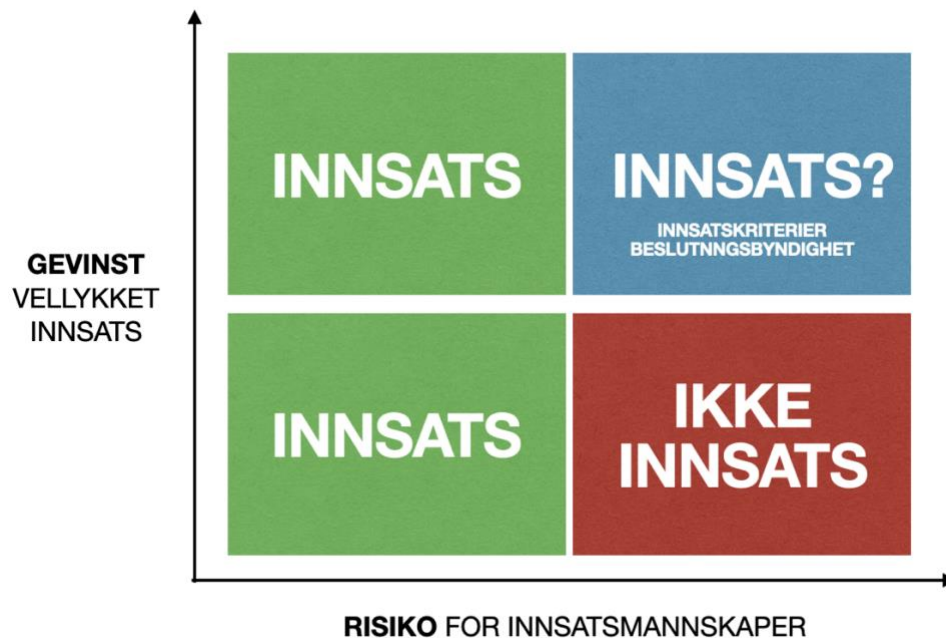 INNSATS
INNSATS?
INNSATSKRITERIER
BESLUTNNGSBYNDIGHET
GEVINST
VELLYKKET
INNSATS
INNSATS
IKKE
INNSATS
RISIKO FOR INNSATSMANNSKAPER